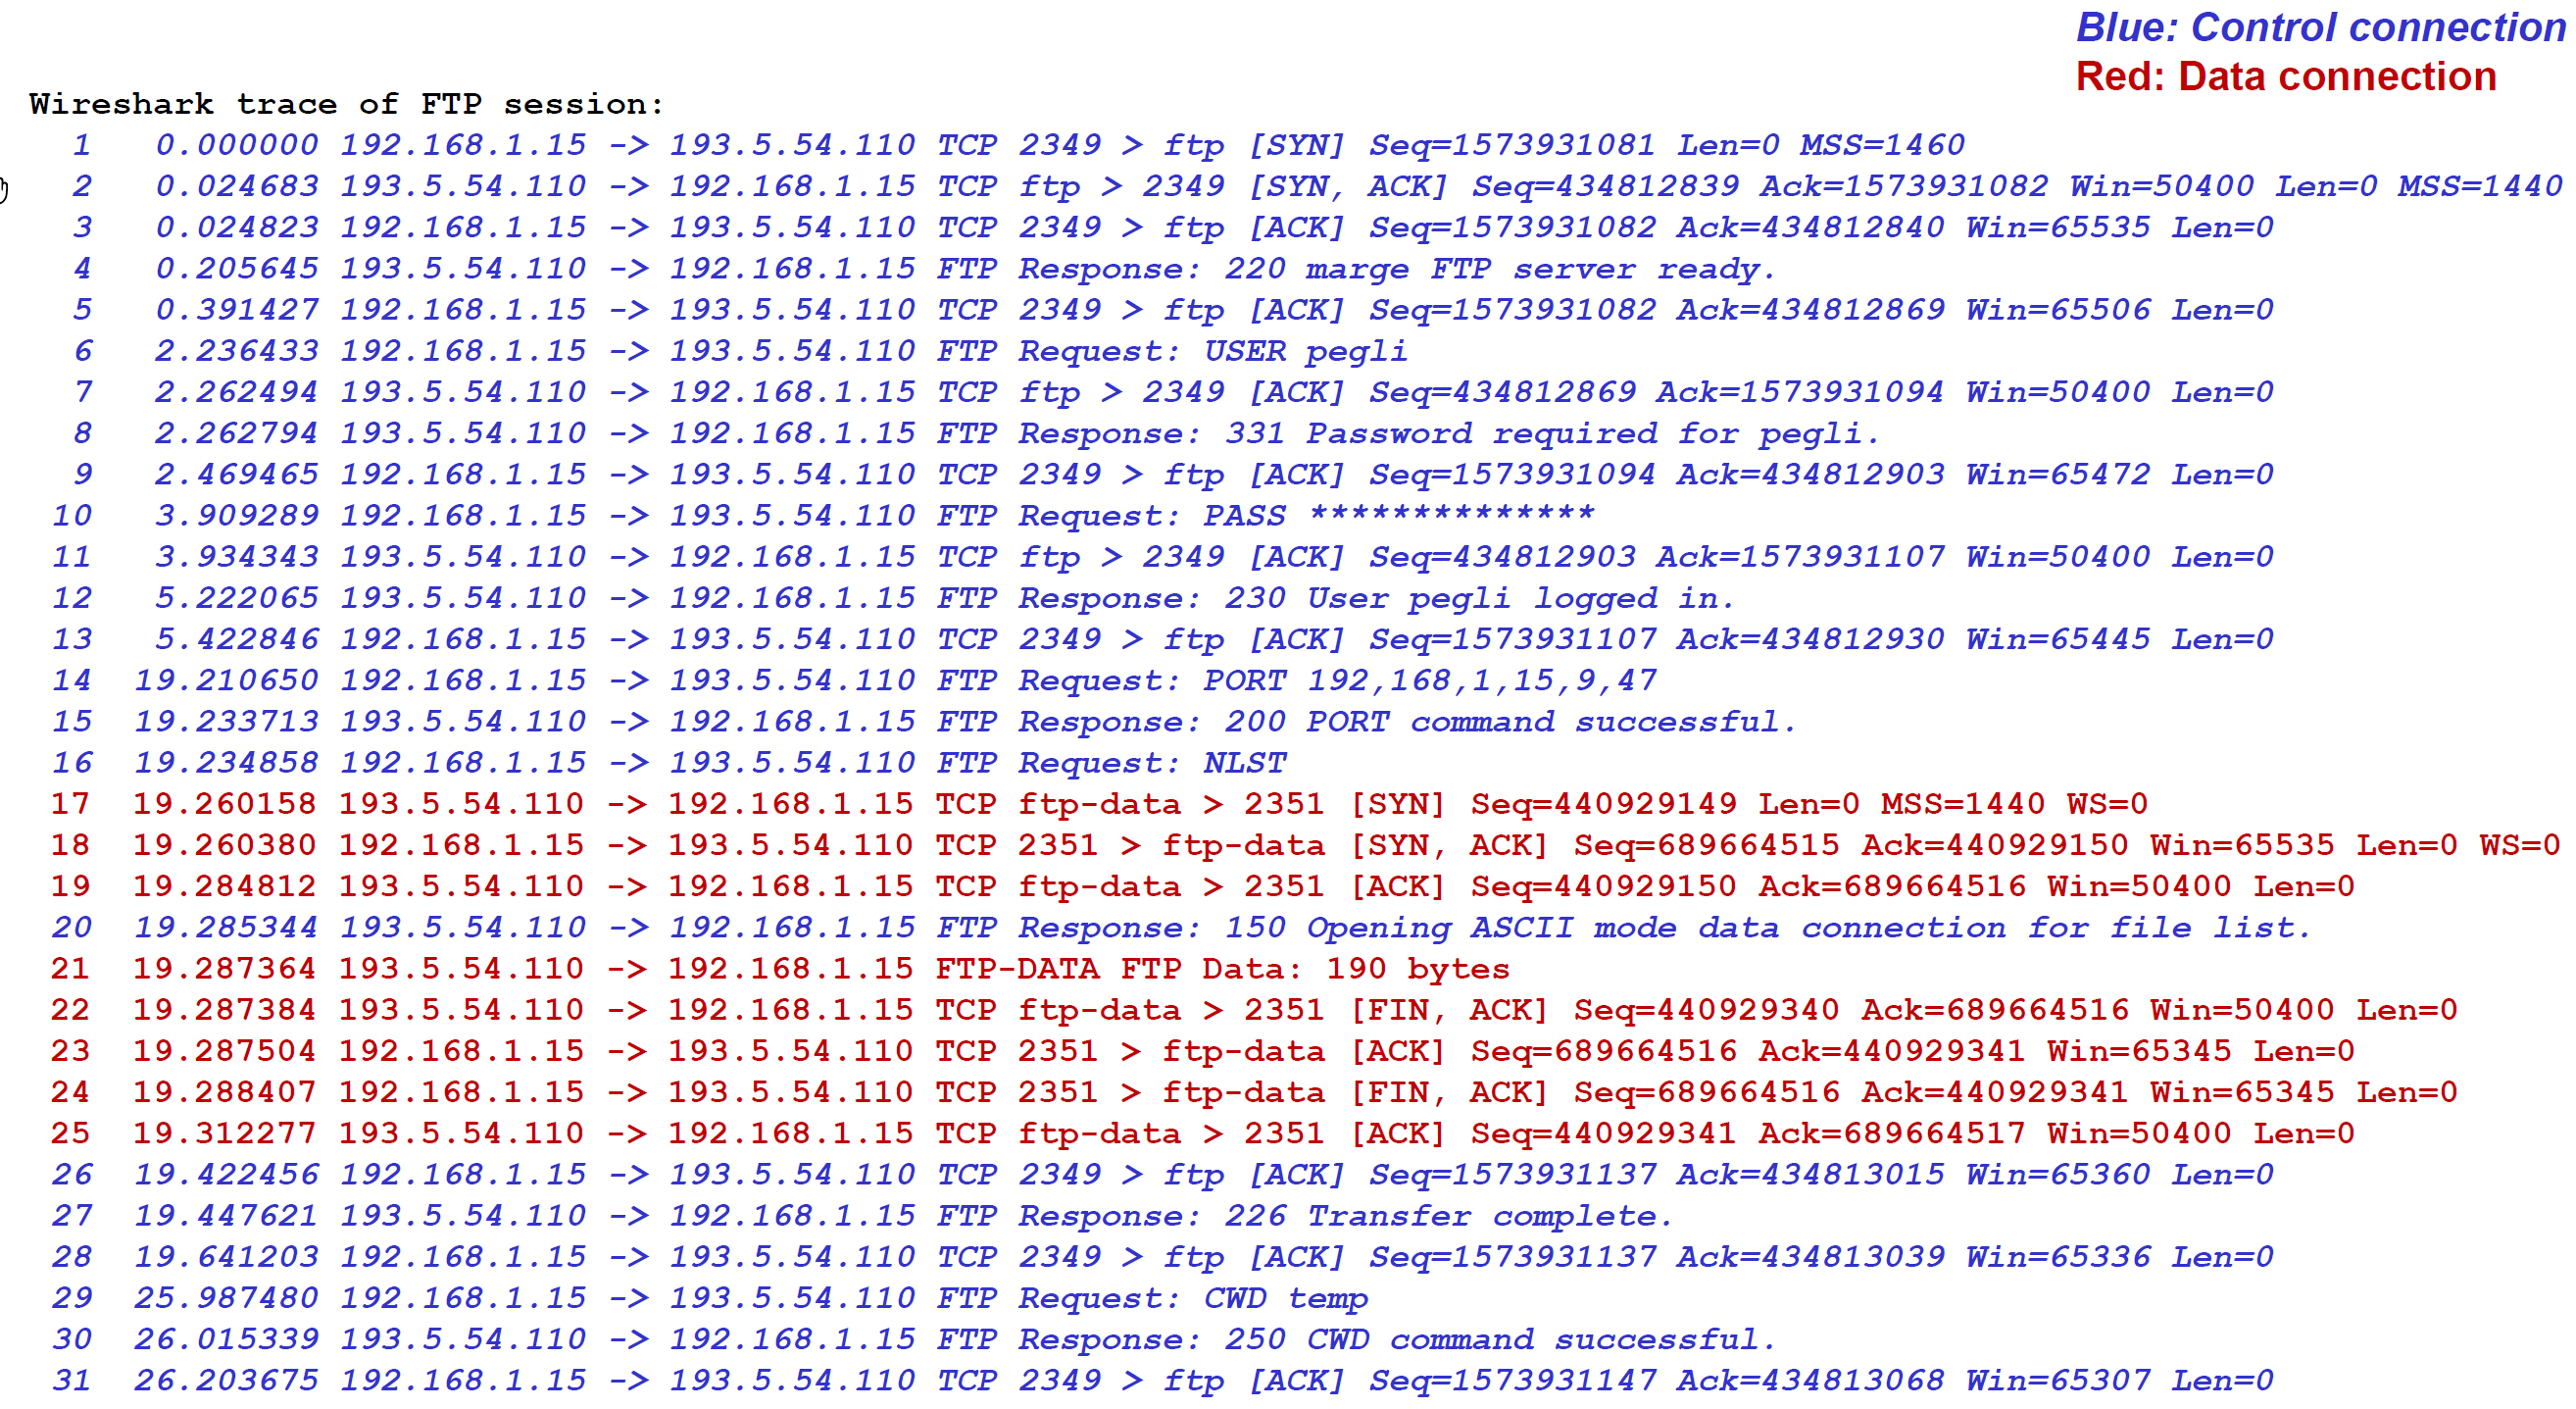 Blue: Control connection
Red: Data connection
Wireshark trace of FTP session:
1 0.000000 192.168.1.15 -> 193.5.54.110 TCP 2349 > ftp [SYN] Seq=1573931081 Len=0 MSS=1460
2 0.024683 193.5.54.110 -> 192.168.1.15 TCP ftp > 2349 [SYN, ACK] Seq=434812839 Ack=1573931082 Win=50400 Len=0 MSS=1440
3 0.024823 192.168.1.15 -> 193.5.54.110 TCP 2349 > ftp [ACK] Seq=1573931082 Ack=434812840 Win=65535 Len=0
4 0.205645 193.5.54.110 -> 192.168.1.15 FTP Response: 220 marge FTP server ready.
5 0.391427 192.168.1.15 -> 193.5.54.110 TCP 2349 > ftp [ACK] Seq=1573931082 Ack=434812869 Win=65506 Len=0
6 2.236433 192.168.1.15 -> 193.5.54.110 FTP Request: USER pegli
7 2.262494 193.5.54.110 -> 192.168.1.15 TCP ftp > 2349 [ACK] Seq=434812869 Ack=1573931094 Win=50400 Len=0
8 2.262794 193.5.54.110 -> 192.168.1.15 FTP Response: 331 Password required for pegli.
9 2.469465 192.168.1.15 -> 193.5.54.110 TCP 2349 > ftp [ACK] Seq=1573931094 Ack=434812903 Win=65472 Len=0
10 3.909289 192.168.1.15 -> 193.5.54.110 FTP Request: PASS **************
11 3.934343 193.5.54.110 -> 192.168.1.15 TCP ftp > 2349 [ACK] Seq=434812903 Ack=1573931107 Win=50400 Len=0
12 5.222065 193.5.54.110 -> 192.168.1.15 FTP Response: 230 User pegli logged in.
13 5.422846 192.168.1.15 -> 193.5.54.110 TCP 2349 > ftp [ACK] Seq=1573931107 Ack=434812930 Win=65445 Len=0
14 19.210650 192.168.1.15 -> 193.5.54.110 FTP Request: PORT 192,168,1,15,9,47
15 19.233713 193.5.54.110 -> 192.168.1.15 FTP Response: 200 PORT command successful.
16 19.234858 192.168.1.15 -> 193.5.54.110 FTP Request: NLST
17 19.260158 193.5.54.110 -> 192.168.1.15 TCP ftp-data > 2351 [SYN] Seq=440929149 Len=0 MSS=1440 WS=0
18 19.260380 192.168.1.15 -> 193.5.54.110 TCP 2351 > ftp-data [SYN, ACK] Seq=689664515 Ack=440929150 Win=65535 Len=0 WS=0
19 19.284812 193.5.54.110 -> 192.168.1.15 TCP ftp-data > 2351 [ACK] Seq=440929150 Ack=689664516 Win=50400 Len=0
20 19.285344 193.5.54.110 -> 192.168.1.15 FTP Response: 150 Opening ASCII mode data connection for file list.
21 19.287364 193.5.54.110 -> 192.168.1.15 FTP-DATA FTP Data: 190 bytes
22 19.287384 193.5.54.110 -> 192.168.1.15 TCP ftp-data > 2351 [FIN, ACK] Seq=440929340 Ack=689664516 Win=50400 Len=0
23 19.287504 192.168.1.15 -> 193.5.54.110 TCP 2351 > ftp-data [ACK] Seq=689664516 Ack=440929341 Win=65345 Len=0
24 19.288407 192.168.1.15 -> 193.5.54.110 TCP 2351 > ftp-data [FIN, ACK] Seq=689664516 Ack=440929341 Win=65345 Len=0
25 19.312277 193.5.54.110 -> 192.168.1.15 TCP ftp-data > 2351 [ACK] Seq=440929341 Ack=689664517 Win=50400 Len=0
26 19.422456 192.168.1.15 -> 193.5.54.110 TCP 2349 > ftp [ACK] Seq=1573931137 Ack=434813015 Win=65360 Len=0
27 19.447621 193.5.54.110 -> 192.168.1.15 FTP Response: 226 Transfer complete.
28 19.641203 192.168.1.15 -> 193.5.54.110 TCP 2349 > ftp [ACK] Seq=1573931137 Ack=434813039 Win=65336 Len=0
29 25.987480 192.168.1.15 -> 193.5.54.110 FTP Request: CWD temp
30 26.015339 193.5.54.110 -> 192.168.1.15 FTP Response: 250 CWD command successful.
31 26.203675 192.168.1.15 -> 193.5.54.110 TCP 2349 > ftp [ACK] Seq=1573931147 Ack=434813068 Win=65307 Len=0